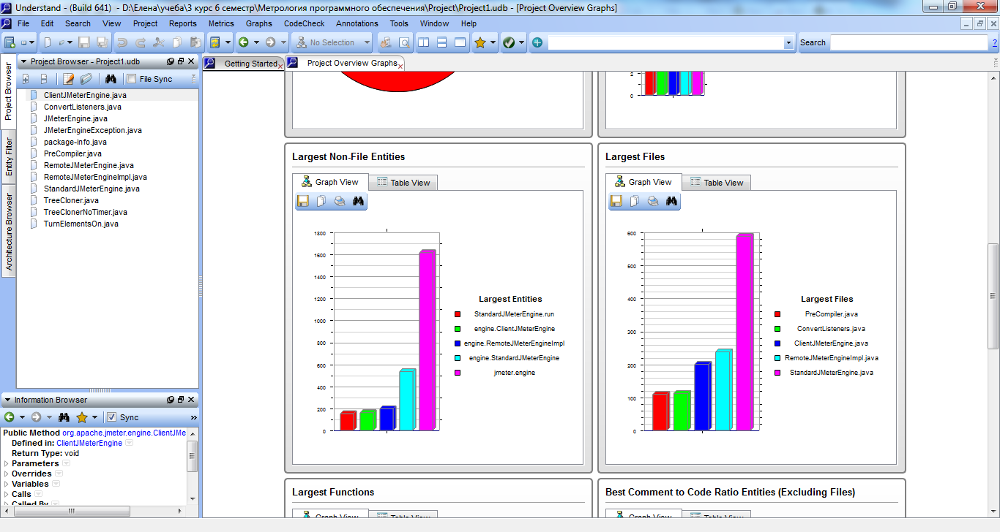 Understand - (Build 641) - D:\Елена\учеба\3 курс 6 семестр\Метрология программного обеспечения\Project\Project1.udb - [Project Overview Graphs]
File Edit Search View Project Reports Metrics Graphs CodeCheck Annotations Tools Window Help
No Selection
Search
?
Project Browser
Entity Filter
Architecture Browser
Project Browser - Project1.udb
File Sync
ClientJMeterEngine.java
ConvertListeners.java
JMeterEngine.java
JMeterEngineException.java
package-info.java
PreCompiler.java
RemoteJMeterEngine.java
RemoteJMeterEngineImpl.java
StandardJMeterEngine.java
TreeCloner.java
TreeClonerNoTimer.java
TurnElementsOn.java
Information Browser
Sync
»
Public Method org.apache.jmeter.engine.ClientJMe
Defined in: ClientJMeterEngine
Return Type: void
Parameters
Overrides
Variables
Calls
Called By
Getting Started
Project Overview Graphs
2
0
Largest Non-File Entities
Graph View
Table View
1800
1600
1400
1200
1000
800
600
400
200
0
Largest Entities
StandardJMeterEngine.run
engine.ClientJMeterEngine
engine.RemoteJMeterEngineImpl
engine.StandardJMeterEngine
jmeter.engine
Largest Files
Graph View
Table View
600
500
400
300
200
100
0
Largest Files
PreCompiler.java
ConvertListeners.java
ClientJMeterEngine.java
RemoteJMeterEngineImpl.java
StandardJMeterEngine.java
Largest Functions
Graph View
Table View
Best Comment to Code Ratio Entities (Excluding Files)
Graph View
Table View